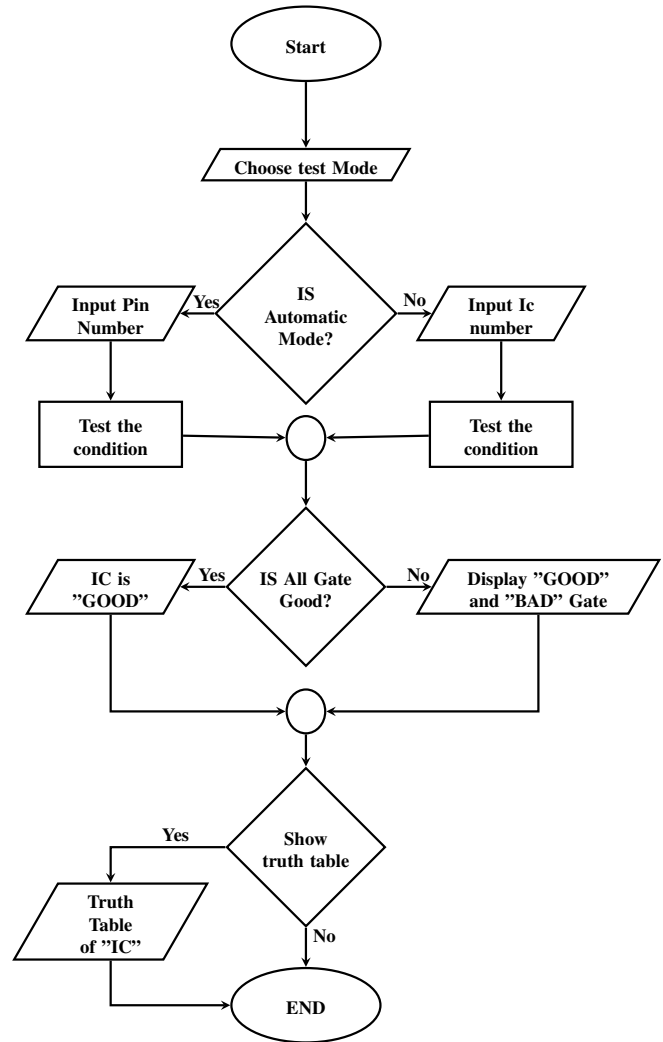 Start
Choose test Mode
IS
Automatic
Mode?
Yes
No
Input Pin
Number
Input Ic
number
Test the
condition
Test the
condition
IS All Gate
Good?
Yes
No
IC is
”GOOD”
Display ”GOOD”
and ”BAD” Gate
Show
truth table
Yes
No
Truth
Table
of ”IC”
END